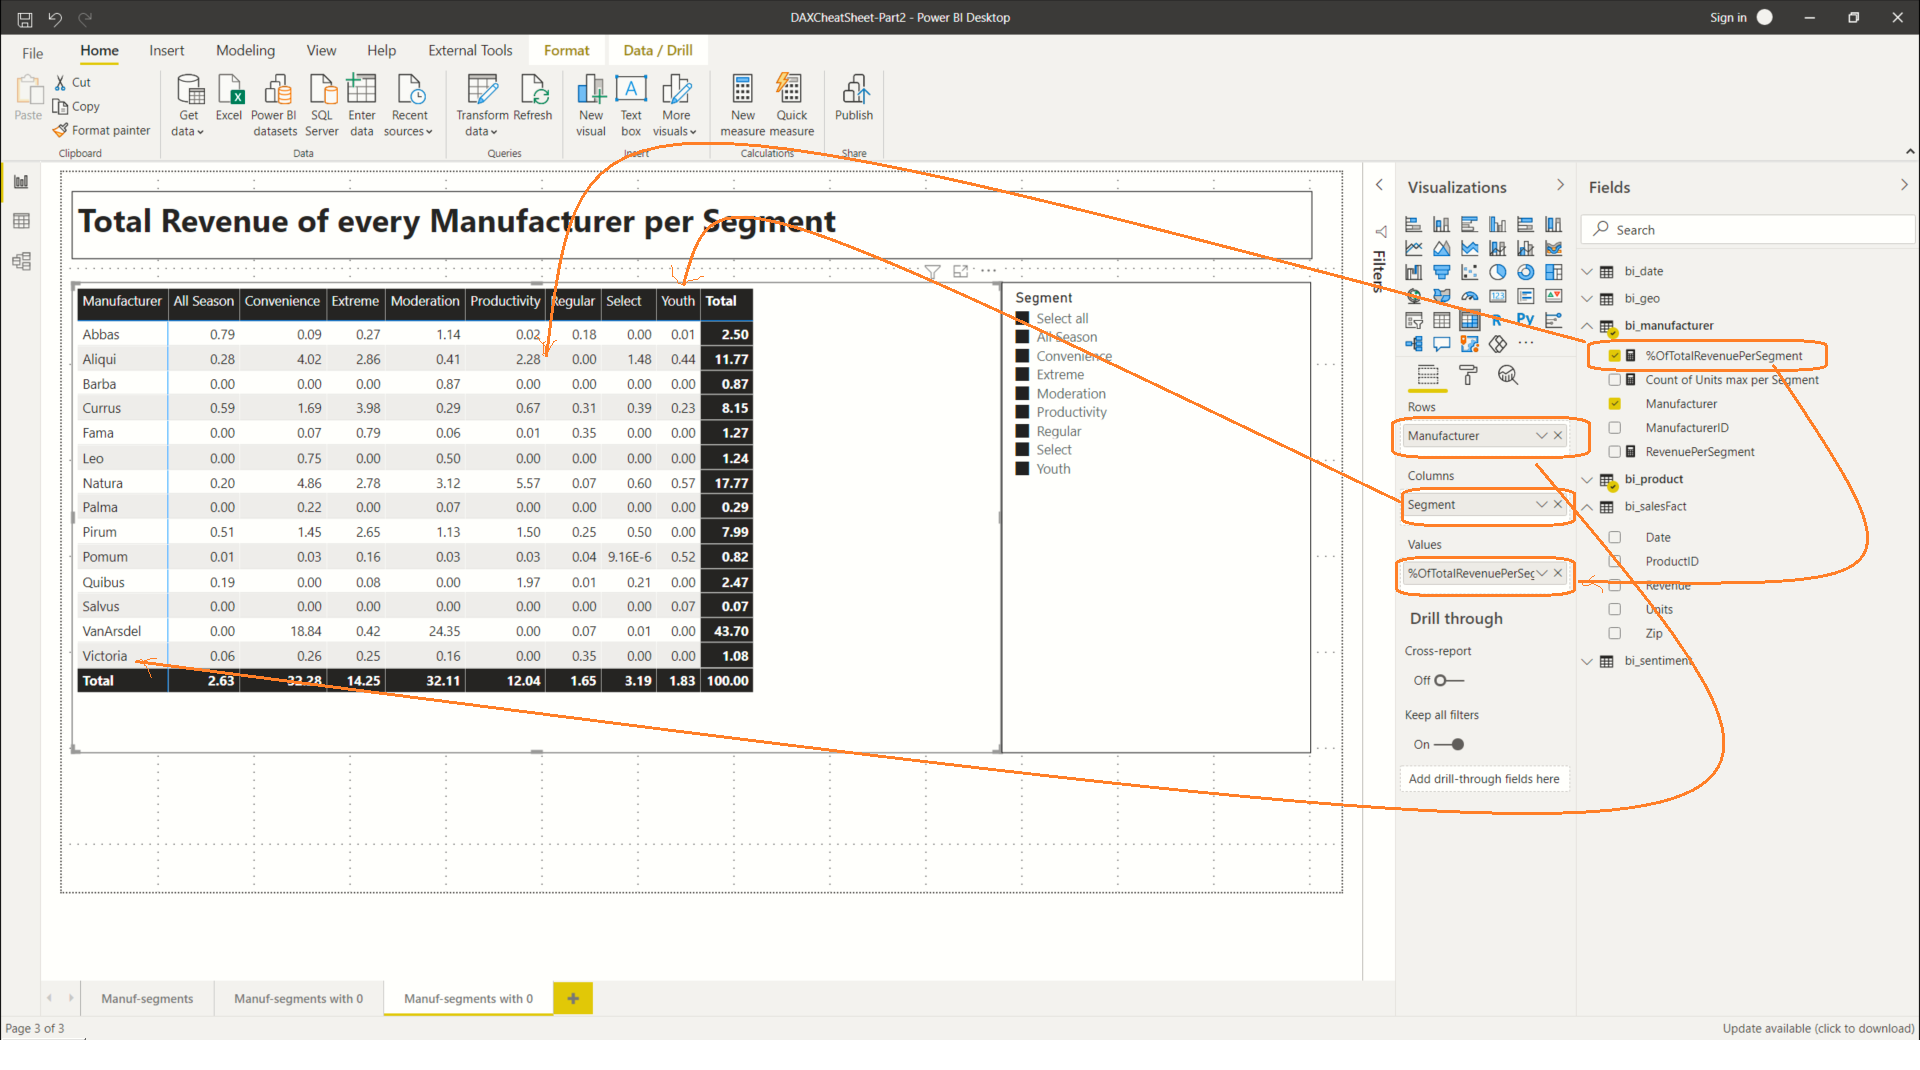 DAXCheatSheet-Part2 - Power BI Desktop
Sign in
File Home Insert Modeling View Help External Tools Format Data / Drill
Paste
Cut
Copy
Format painter
Clipboard
Get data
Excel
Power BI datasets
SQL Server
Enter data
Recent sources
Data
Transform data
Refresh
Queries
New visual
Text box
More visuals
Insert
New measure
Quick measure
Calculations
Publish
Share
Total Revenue of every Manufacturer per Segment
Manufacturer All Season Convenience Extreme Moderation Productivity Regular Select Youth Total
Abbas 0.79 0.09 0.27 1.14 0.02 0.18 0.00 0.01 2.50
Aliqui 0.28 4.02 2.86 0.41 2.28 0.00 1.48 0.44 11.77
Barba 0.00 0.00 0.00 0.87 0.00 0.00 0.00 0.00 0.87
Currus 0.59 1.69 3.98 0.29 0.67 0.31 0.39 0.23 8.15
Fama 0.00 0.07 0.79 0.06 0.01 0.35 0.00 0.00 1.27
Leo 0.00 0.75 0.00 0.50 0.00 0.00 0.00 0.00 1.24
Natura 0.20 4.86 2.78 3.12 5.57 0.07 0.60 0.57 17.77
Palma 0.00 0.22 0.00 0.07 0.00 0.00 0.00 0.00 0.29
Pirum 0.51 1.45 2.65 1.13 1.50 0.25 0.50 0.00 7.99
Pomum 0.01 0.03 0.16 0.03 0.03 0.04 9.16E-6 0.52 0.82
Quibus 0.19 0.00 0.08 0.00 1.97 0.01 0.21 0.00 2.47
Salvus 0.00 0.00 0.00 0.00 0.00 0.00 0.00 0.07 0.07
VanArsdel 0.00 18.84 0.42 24.35 0.00 0.07 0.01 0.00 43.70
Victoria 0.06 0.26 0.25 0.16 0.00 0.35 0.00 0.00 1.08
Total 2.63 32.28 14.25 32.11 12.04 1.65 3.19 1.83 100.00
Segment
Select all
All Season
Convenience
Extreme
Moderation
Productivity
Regular
Select
Youth
Filters
Visualizations
123
R Py
Rows
Manufacturer
Columns
Segment
Values
%OfTotalRevenuePerSeg
Drill through
Cross-report
Off
Keep all filters
On
Add drill-through fields here
Fields
Search
bi_date
bi_geo
bi_manufacturer
%OfTotalRevenuePerSegment
Count of Units max per Segment
Manufacturer
ManufacturerID
RevenuePerSegment
bi_product
bi_salesFact
Date
ProductID
Revenue
Units
Zip
bi_sentiment
Manuf-segments
Manuf-segments with 0
Manuf-segments with 0
Page 3 of 3
Update available (click to download)